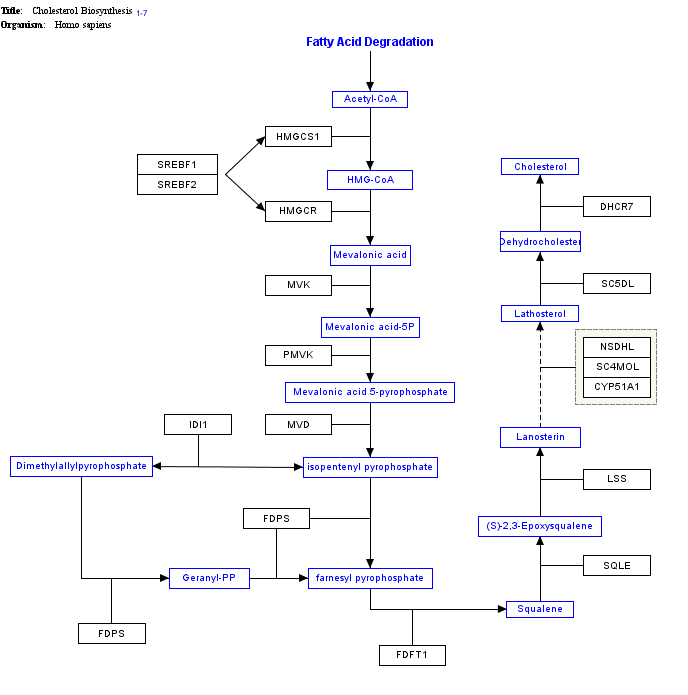 Title: Cholesterol Biosynthesis 1-7
Organism: Homo sapiens
Fatty Acid Degradation
Acetyl-CoA
HMGCS1
SREBF1
SREBF2
HMG-CoA
HMGCR
Mevalonic acid
MVK
Mevalonic acid-5P
PMVK
Mevalonic acid 5-pyrophosphate
MVD
IDI1
Dimethylallylpyrophosphate
isopentenyl pyrophosphate
FDPS
Geranyl-PP
farnesyl pyrophosphate
FDPS
FDFT1
Cholesterol
DHCR7
Dehydrocholester
SC5DL
Lathosterol
NSDHL
SC4MOL
CYP51A1
Lanosterin
LSS
(S)-2,3-Epoxysqualene
SQLE
Squalene